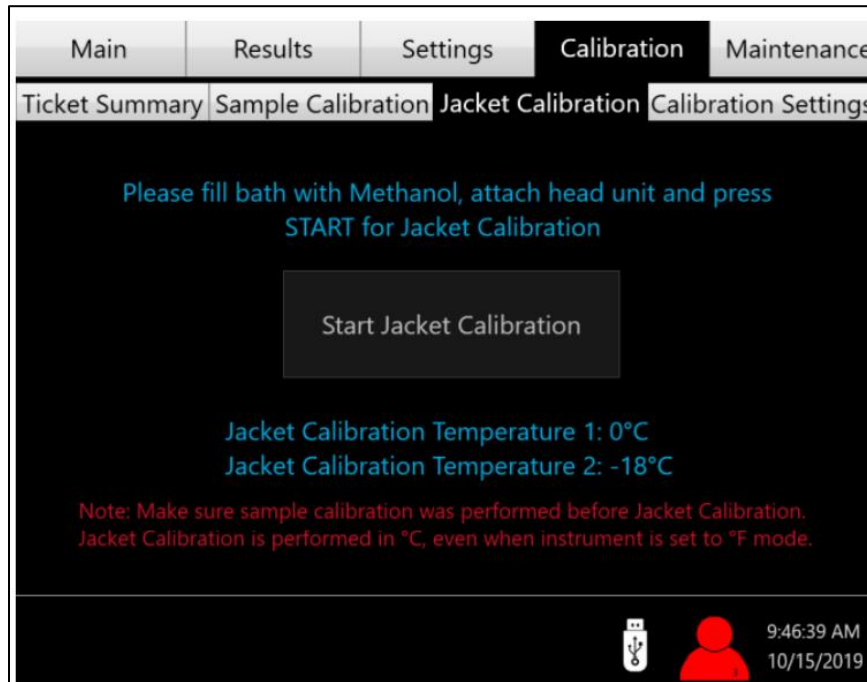 Main Results Settings Calibration Maintenance
Ticket Summary Sample Calibration Jacket Calibration Calibration Settings
Please fill bath with Methanol, attach head unit and press
START for Jacket Calibration
Start Jacket Calibration
Jacket Calibration Temperature 1: 0°C
Jacket Calibration Temperature 2: -18°C
Note: Make sure sample calibration was performed before Jacket Calibration.
Jacket Calibration is performed in °C, even when instrument is set to °F mode.
3
9:46:39 AM
10/15/2019